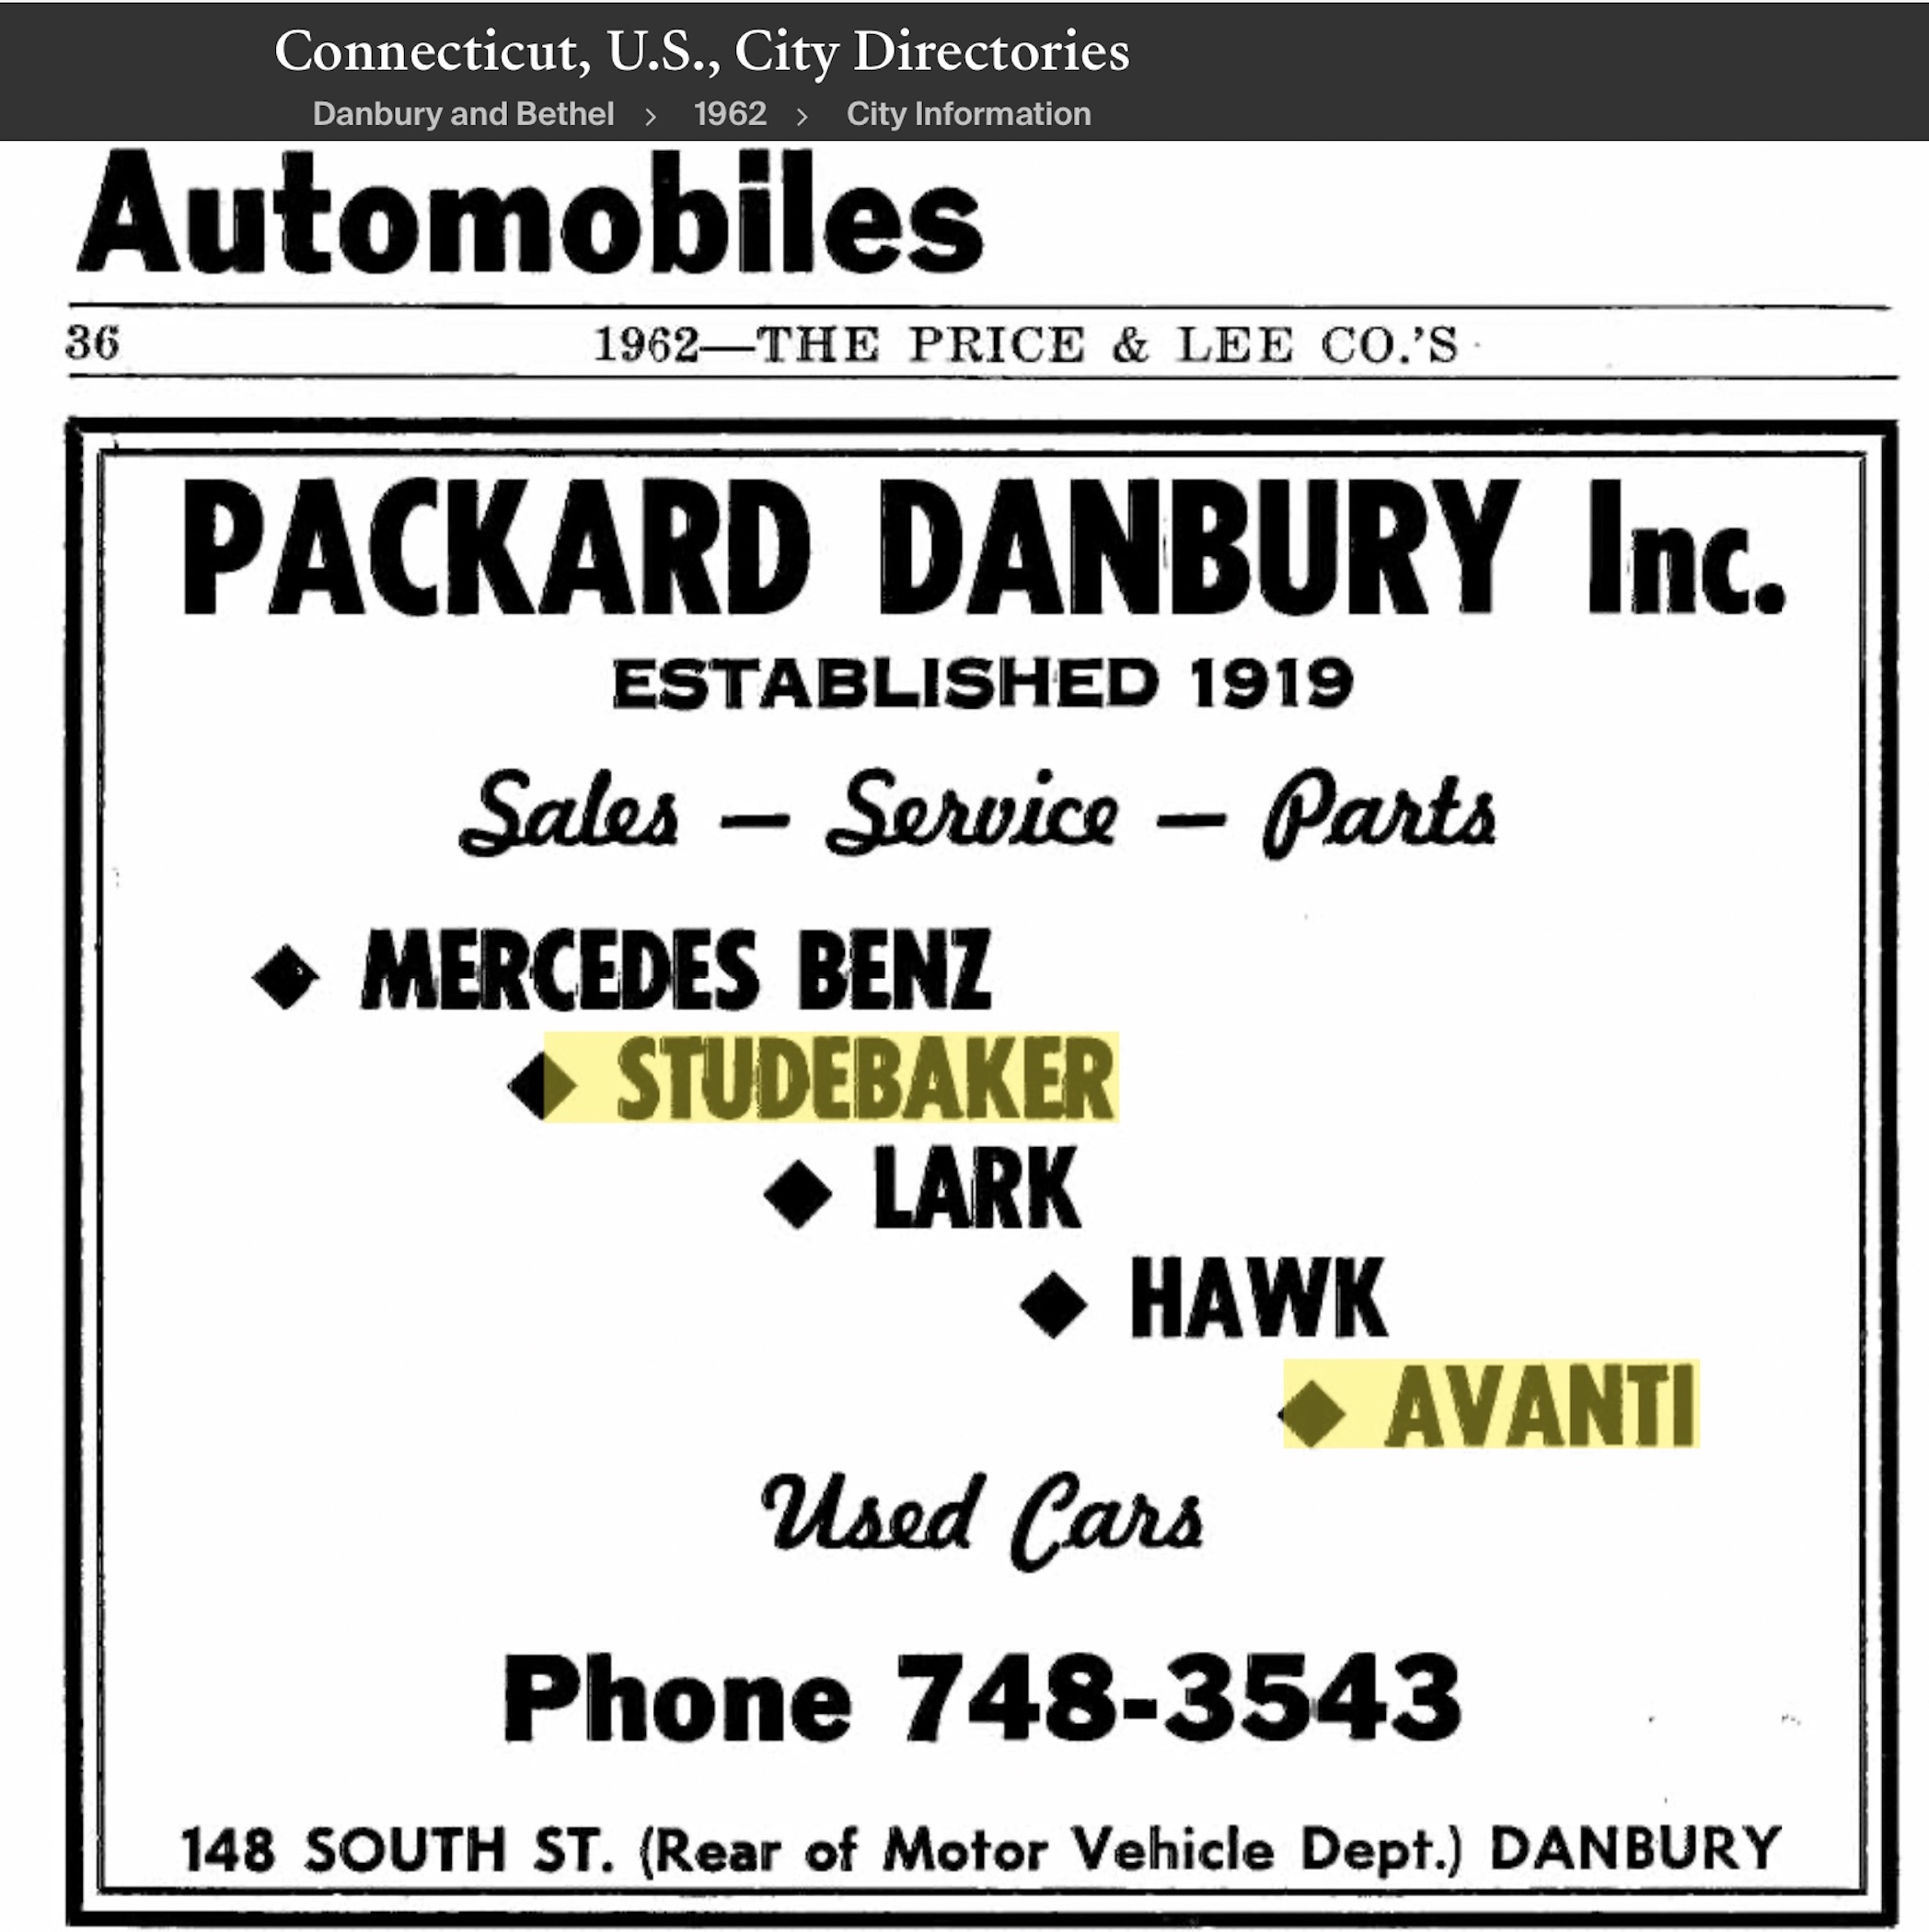 Connecticut, U.S., City Directories
Danbury and Bethel > 1962 > City Information
Automobiles
36 1962—THE PRICE & LEE CO.'S
PACKARD DANBURY Inc.
ESTABLISHED 1919
Sales — Service — Parts
◆ MERCEDES BENZ
◆ STUDEBAKER
◆ LARK
◆ HAWK
◆ AVANTI
Used Cars
Phone 748-3543
148 SOUTH ST. (Rear of Motor Vehicle Dept.) DANBURY